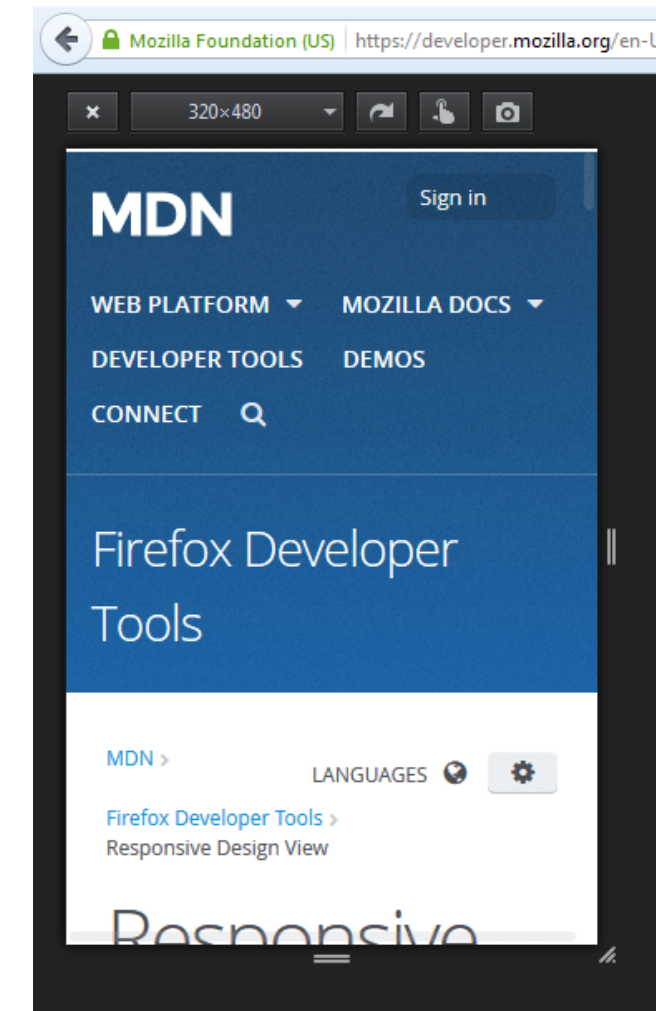 Mozilla Foundation (US) https://developer.mozilla.org/en-U
320×480
MDN Sign in
WEB PLATFORM MOZILLA DOCS
DEVELOPER TOOLS DEMOS
CONNECT
Firefox Developer
Tools
MDN >
LANGUAGES
Firefox Developer Tools >
Responsive Design View
Responsive